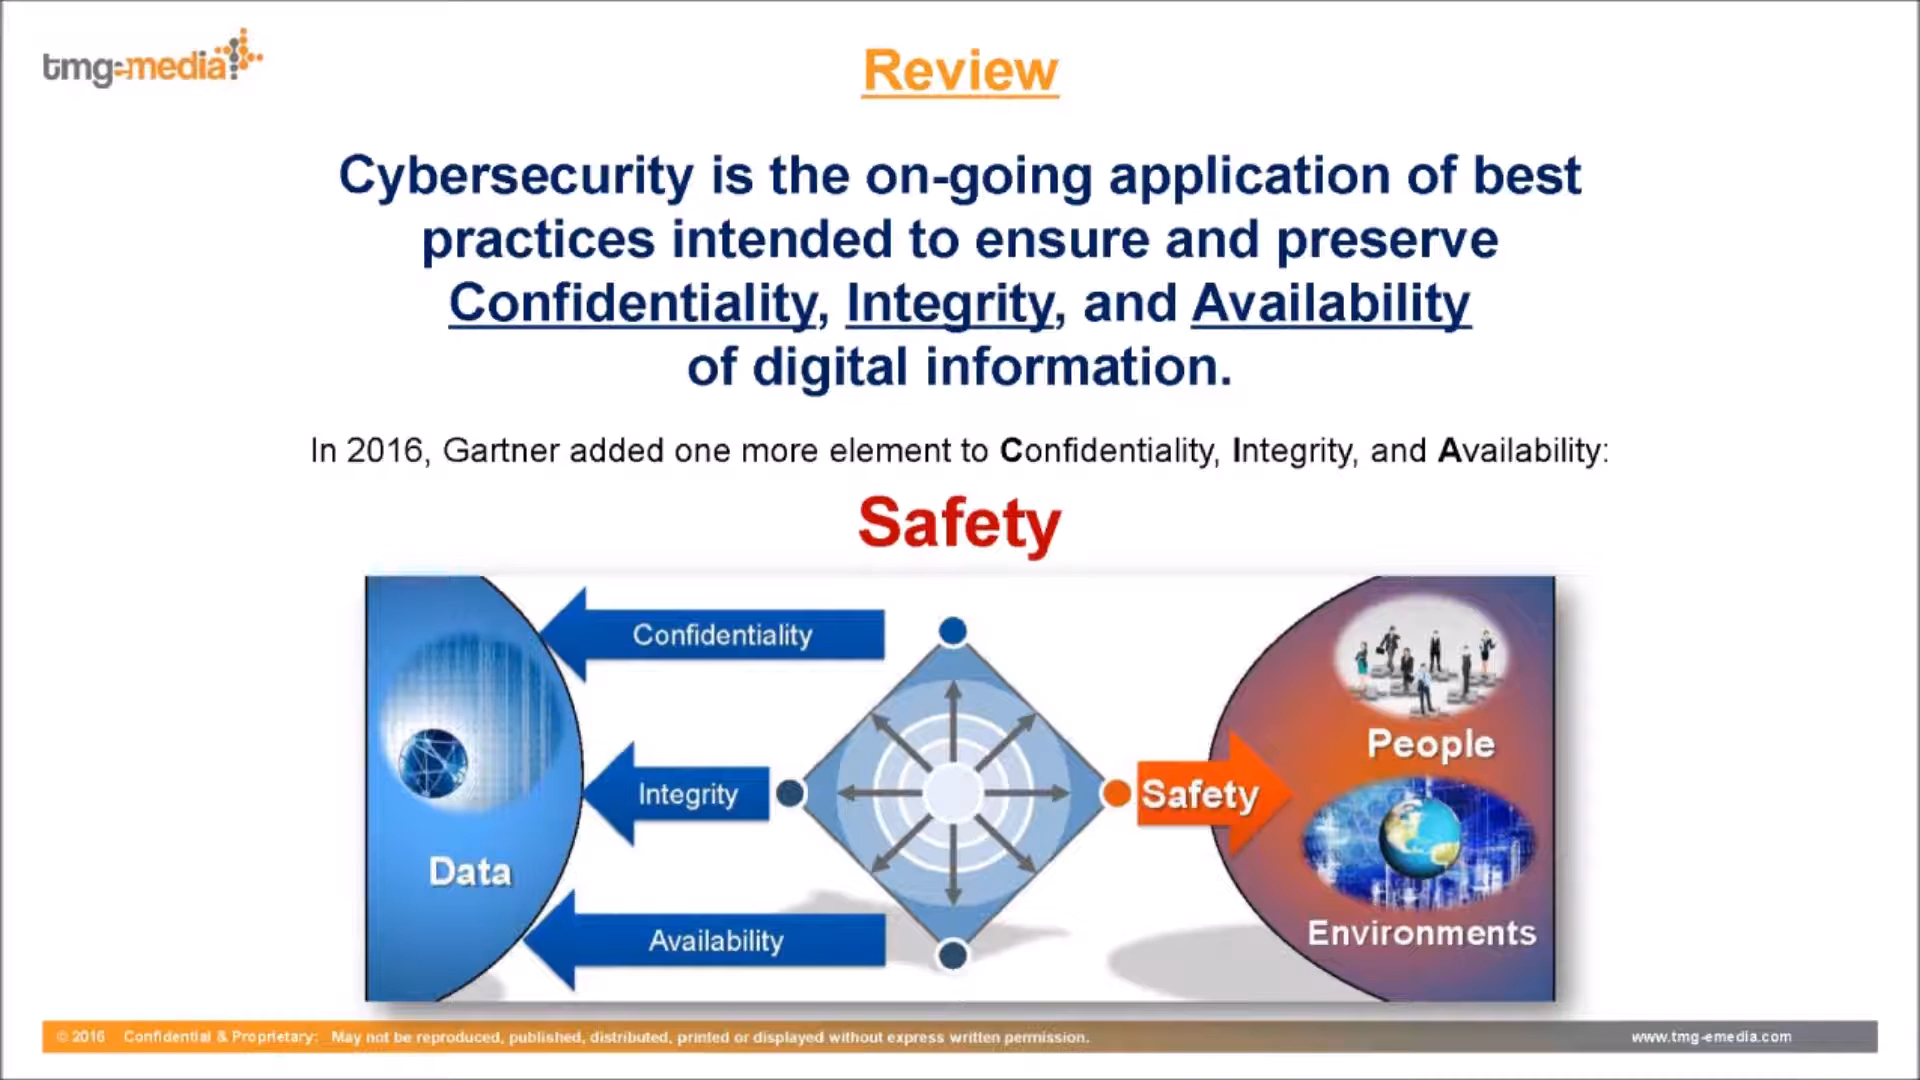 tmg-emedia
Review
Cybersecurity is the on-going application of best
practices intended to ensure and preserve
Confidentiality, Integrity, and Availability
of digital information.
In 2016, Gartner added one more element to Confidentiality, Integrity, and Availability:
Safety
Confidentiality
Integrity
Availability
Data
Safety
People
Environments
© 2016 Confidential & Proprietary: May not be reproduced, published, distributed, printed or displayed without express written permission.
www.tmg-emedia.com